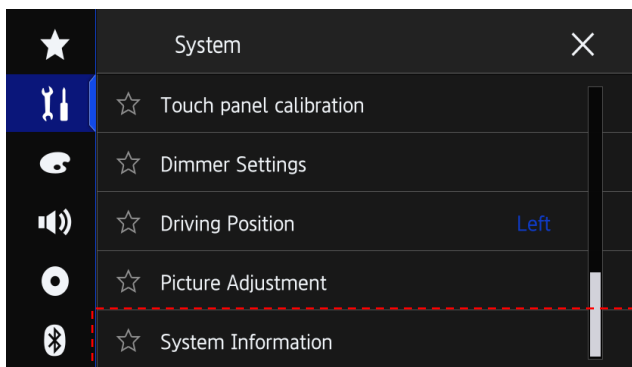 System
Touch panel calibration
Dimmer Settings
Driving Position Left
Picture Adjustment
System Information